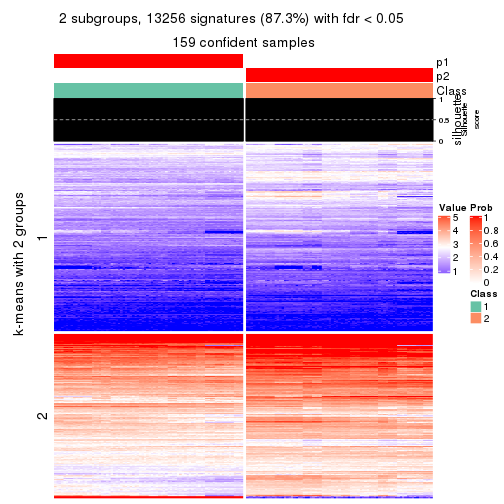 2 subgroups, 13256 signatures (87.3%) with fdr < 0.05
159 confident samples
p1
p2
Class
silhouette
Silhouette
score
1
0.5
0
k-means with 2 groups
1
2
Value
5
4
3
2
1
Prob
1
0.8
0.6
0.4
0.2
0
Class
1
2